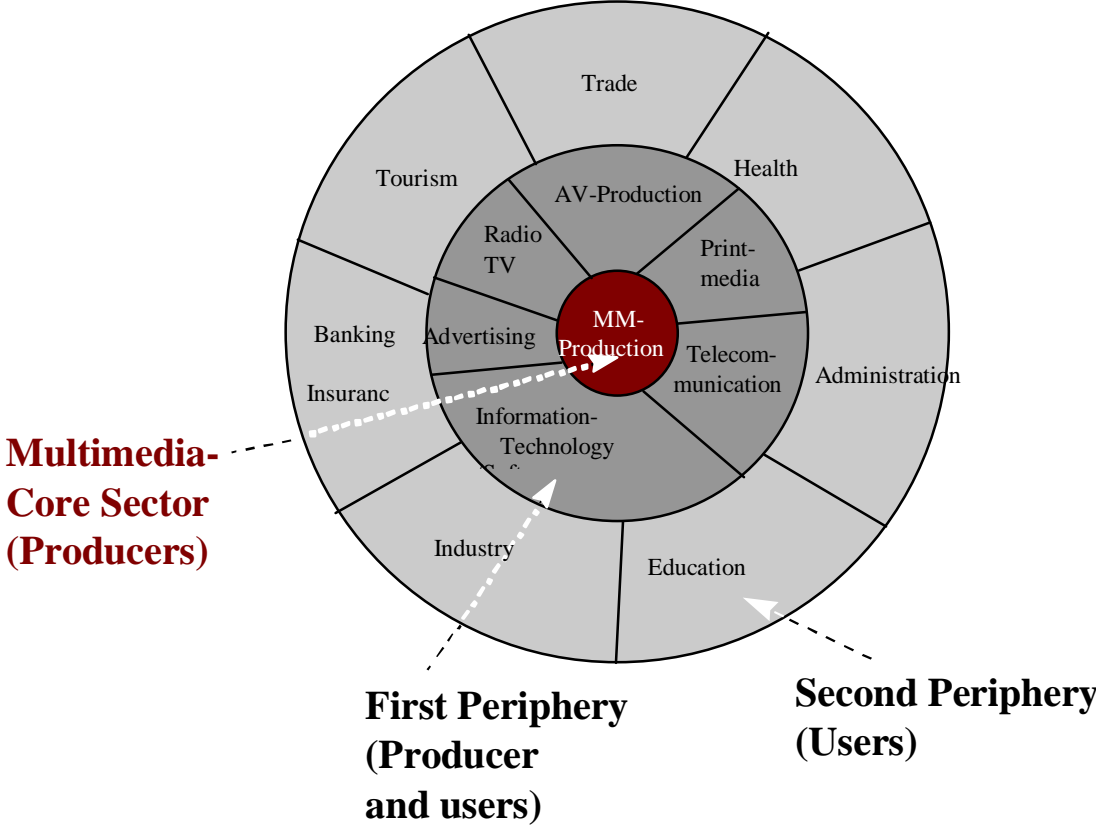 Trade
Tourism
Health
AV-Production
Radio
TV
Print-
media
MM-
Production
Banking
Advertising
Telecom-
munication
Administration
Insuranc
Information-
Technology
Multimedia-
Core Sector
(Producers)
Industry
Education
First Periphery
(Producer
and users)
Second Periphery
(Users)